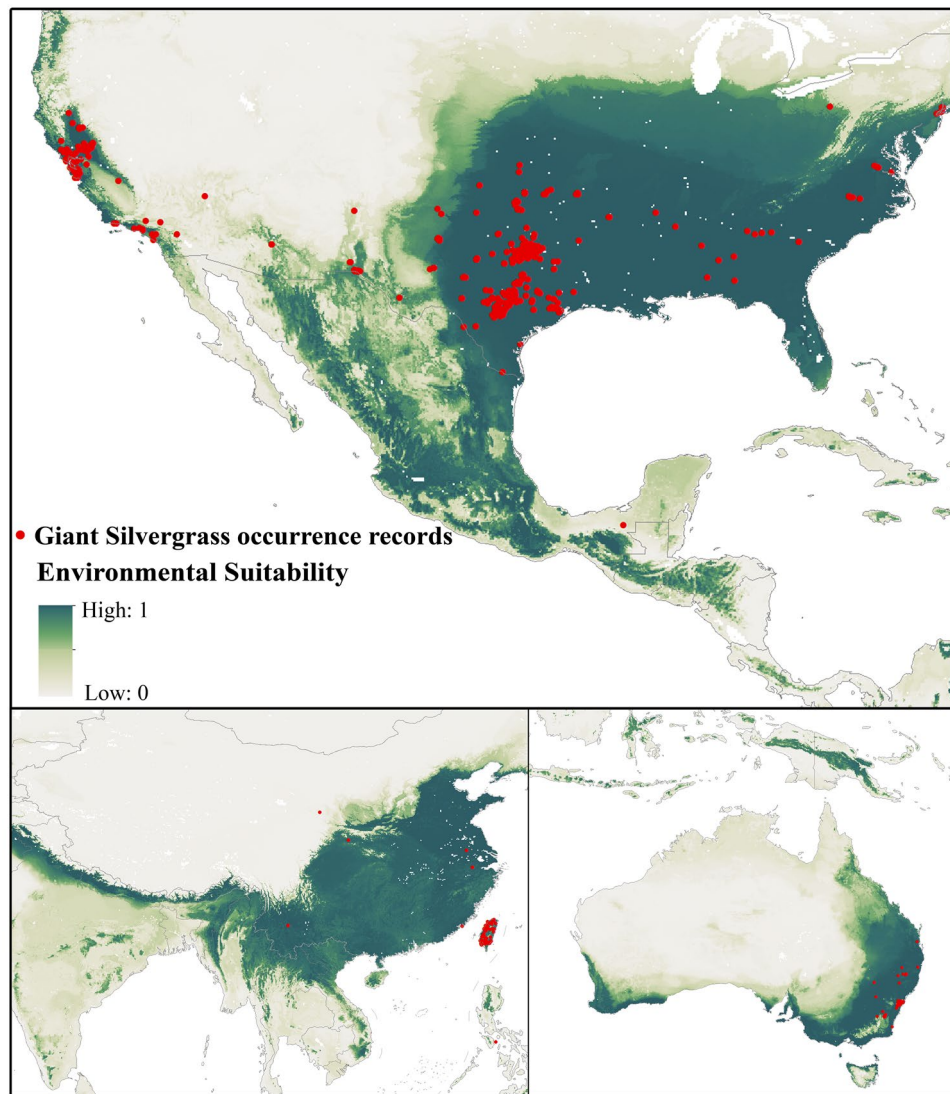 Giant Silvergrass occurrence records
Environmental Suitability
High: 1
Low: 0